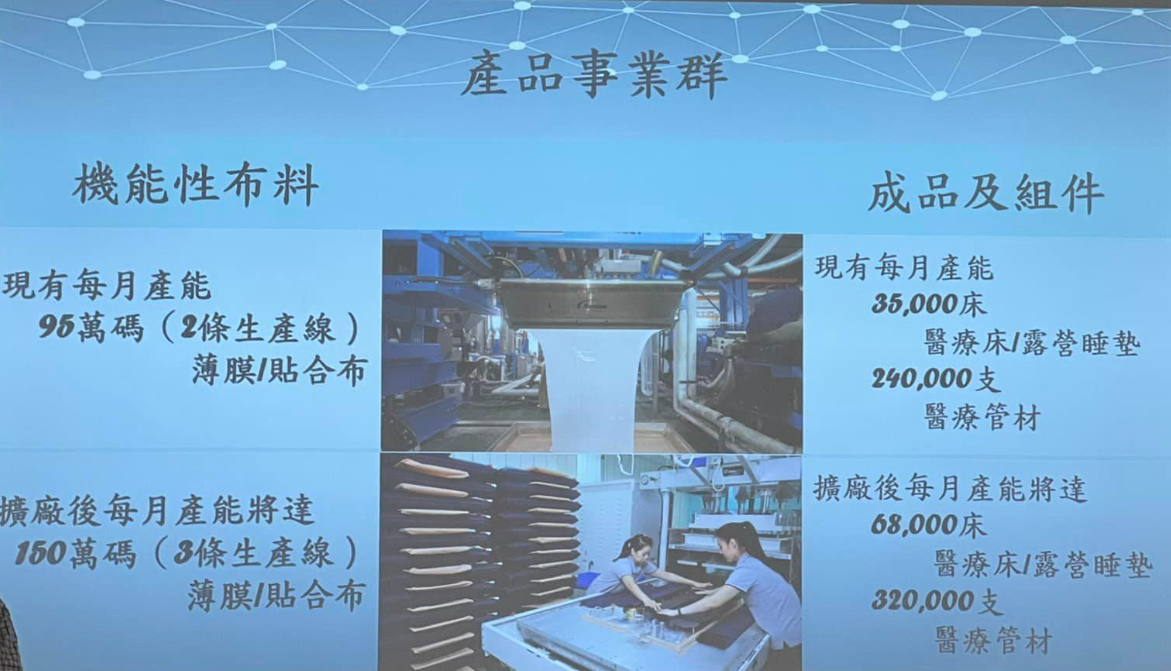 產品事業群
機能性布料
現有每月產能
95萬碼（2條生產線）
薄膜/貼合布
擴廠後每月產能將達
150萬碼（3條生產線）
薄膜/貼合布
成品及組件
現有每月產能
35,000床
醫療床/露營睡墊
240,000支
醫療管材
擴廠後每月產能將達
68,000床
醫療床/露營睡墊
320,000支
醫療管材